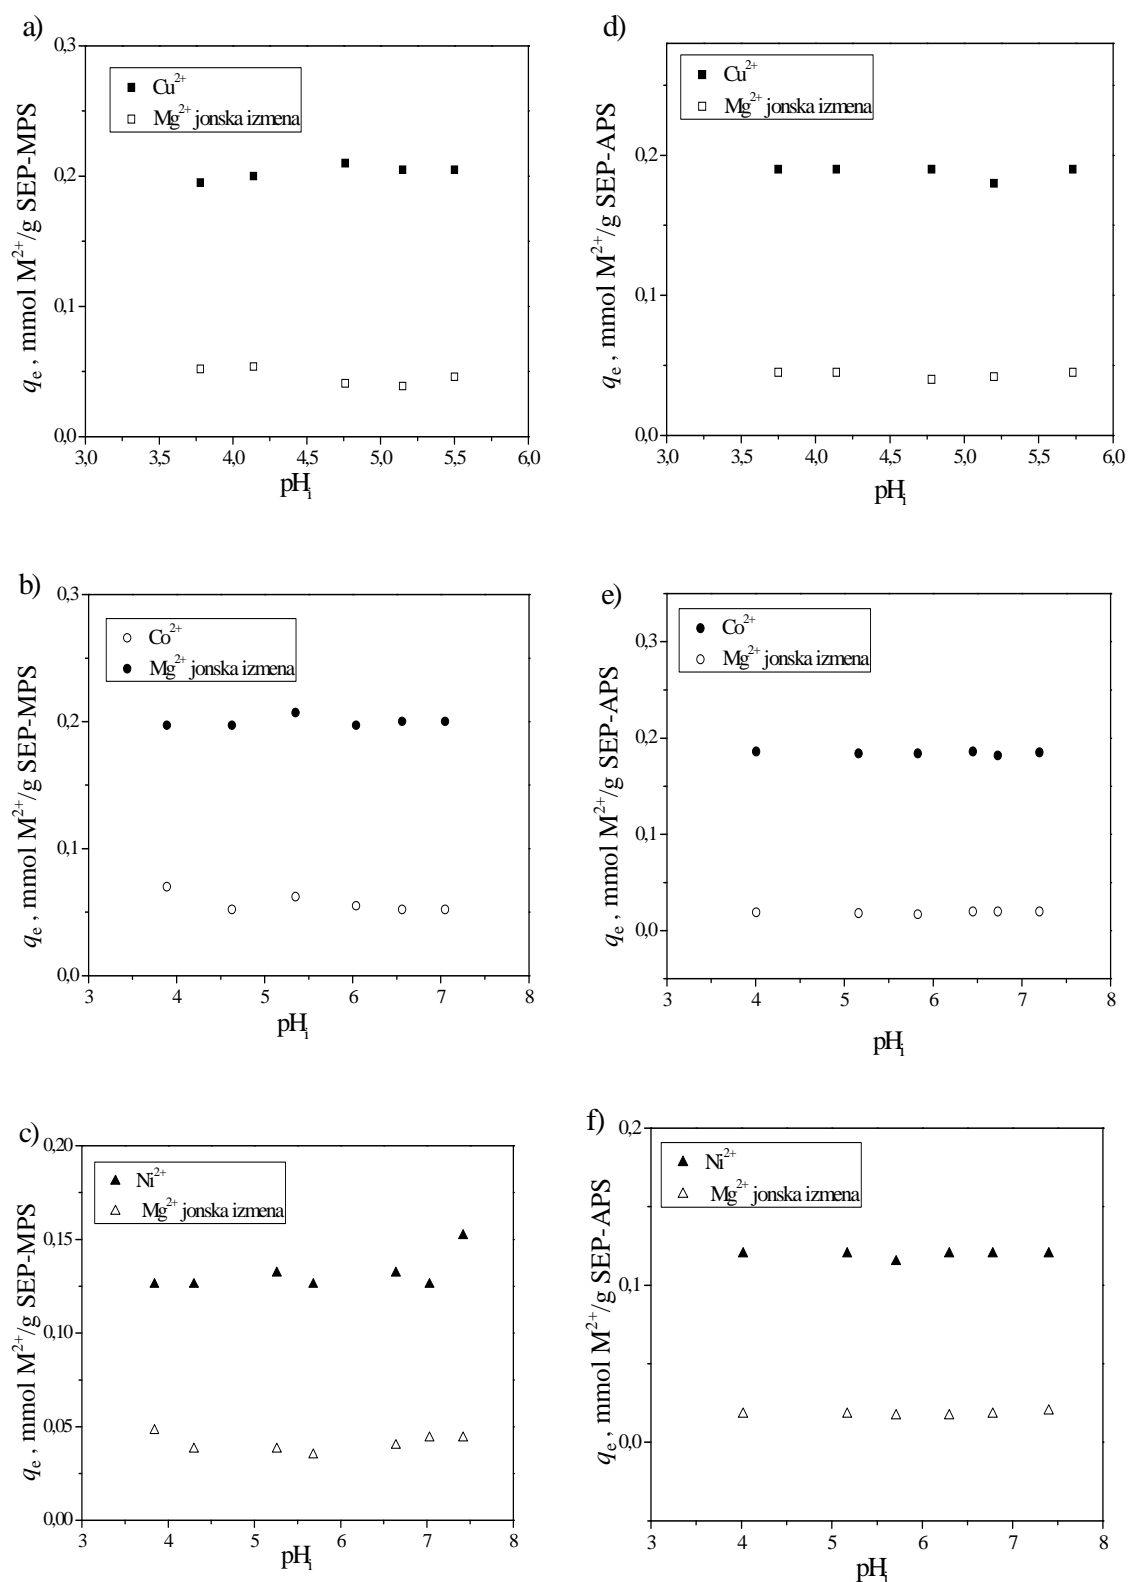 a)
0,3
0,2
0,1
0,0
Cu2+
Mg2+ jonska izmena
qe , mmol M2+/g SEP-MPS
3,0 3,5 4,0 4,5 5,0 5,5 6,0
pHi
d)
0,2
0,1
0,0
Cu2+
Mg2+ jonska izmena
qe , mmol M2+/g SEP-APS
3,0 3,5 4,0 4,5 5,0 5,5 6,0
pHi
b)
0,3
0,2
0,1
0,0
Co2+
Mg2+ jonska izmena
qe , mmol M2+/g SEP-MPS
3 4 5 6 7 8
pHi
e)
0,3
0,2
0,1
0,0
Co2+
Mg2+ jonska izmena
qe , mmol M2+/g SEP-APS
3 4 5 6 7 8
pHi
c)
0,20
0,15
0,10
0,05
0,00
Ni2+
Mg2+ jonska izmena
qe , mmol M2+/g SEP-MPS
3 4 5 6 7 8
pHi
f)
0,2
0,1
0,0
Ni2+
Mg2+ jonska izmena
qe , mmol M2+/g SEP-APS
3 4 5 6 7 8
pHi